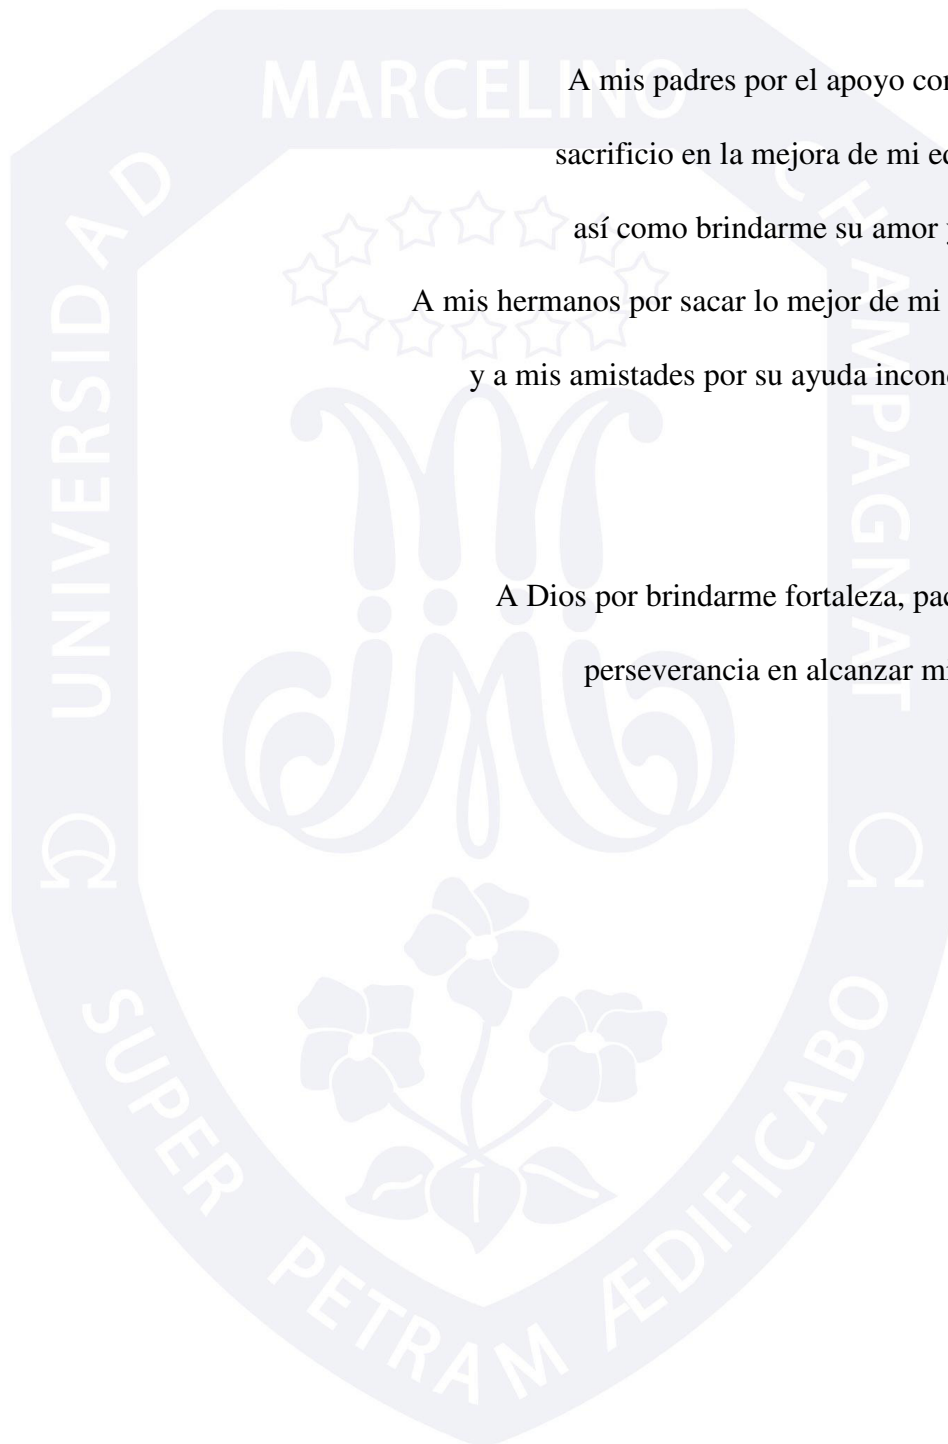 A mis padres por el apoyo con
sacrificio en la mejora de mi ed
así como brindarme su amor y
A mis hermanos por sacar lo mejor de mi
y a mis amistades por su ayuda incond
A Dios por brindarme fortaleza, pac
perseverancia en alcanzar mi
UNIVERSIDAD
MARCELINO
CHAMPAGNAT
SUPER
PETRAM
ÆDIFICABO